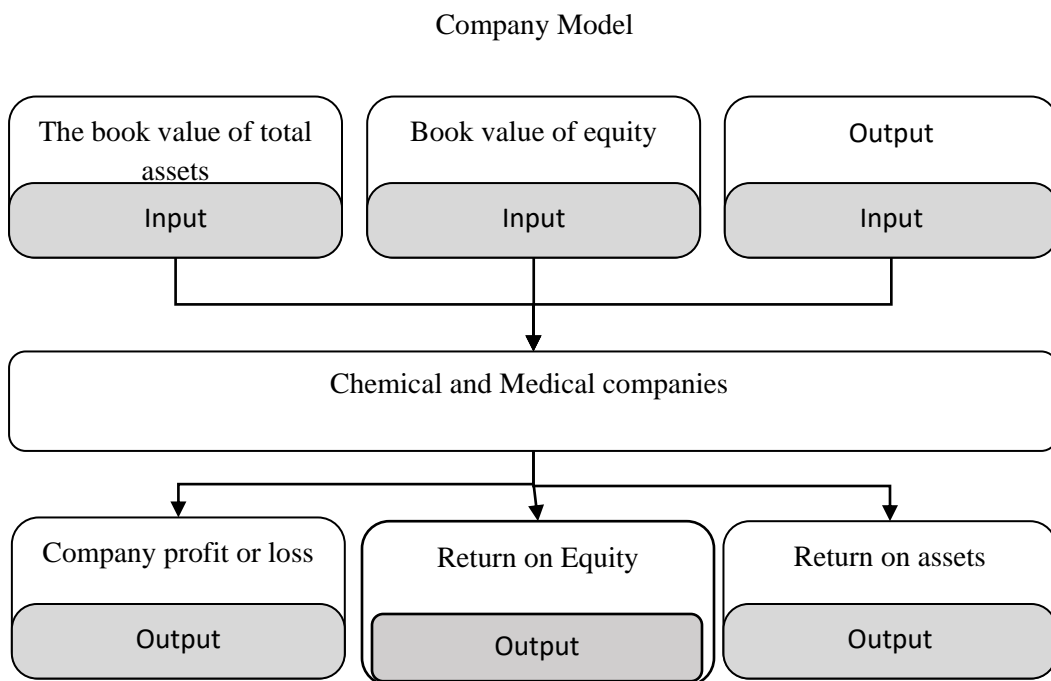 Company Model
The book value of total
assets
Input
Book value of equity
Input
Output
Input
Chemical and Medical companies
Company profit or loss
Output
Return on Equity
Output
Return on assets
Output